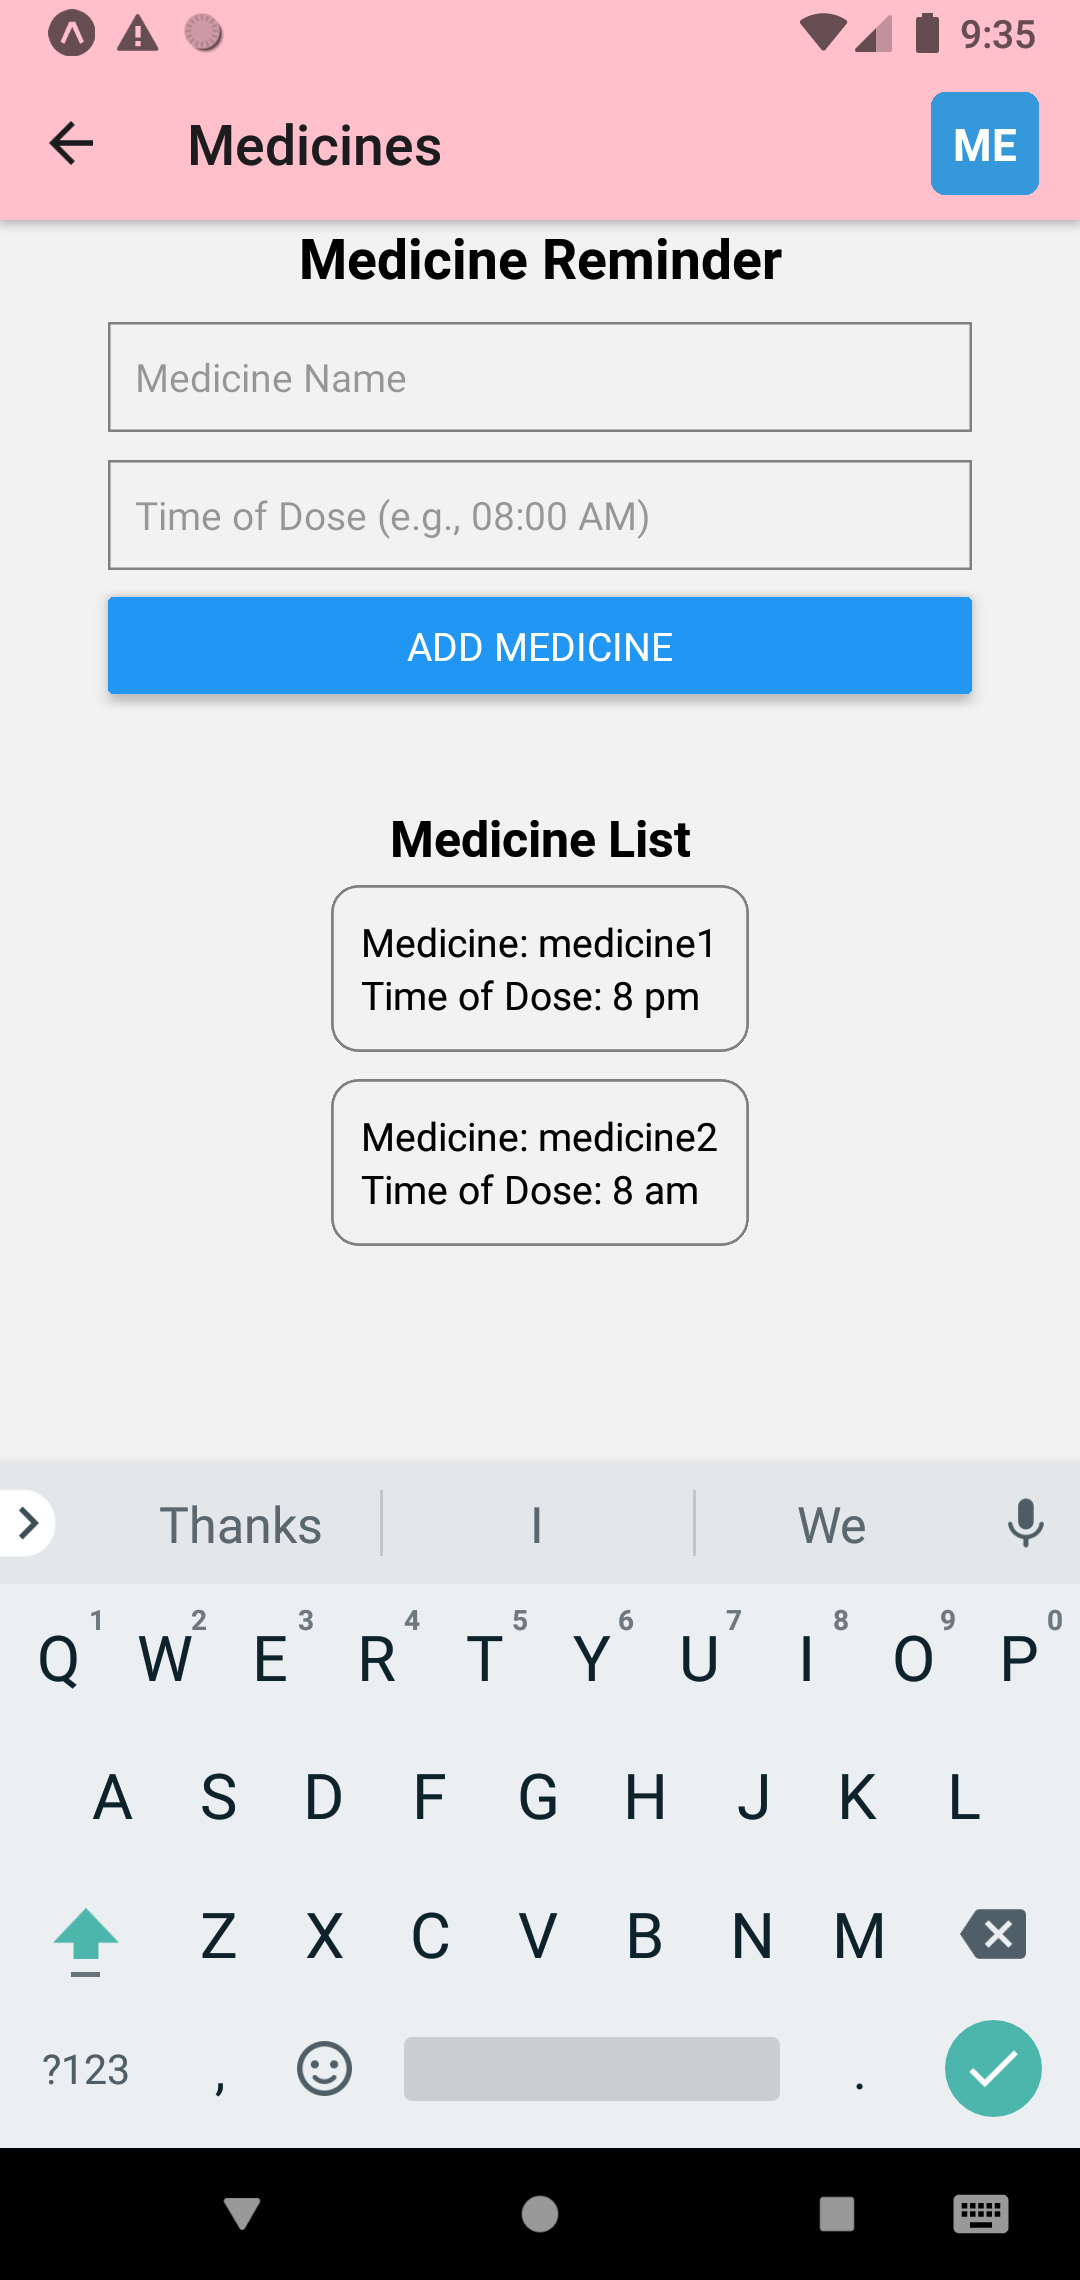 9:35
Medicines
ME
Medicine Reminder
Medicine Name
Time of Dose (e.g., 08:00 AM)
ADD MEDICINE
Medicine List
Medicine: medicine1
Time of Dose: 8 pm
Medicine: medicine2
Time of Dose: 8 am
Thanks I We
1 2 3 4 5 6 7 8 9 0
Q W E R T Y U I O P
A S D F G H J K L
Z X C V B N M
?123 , .